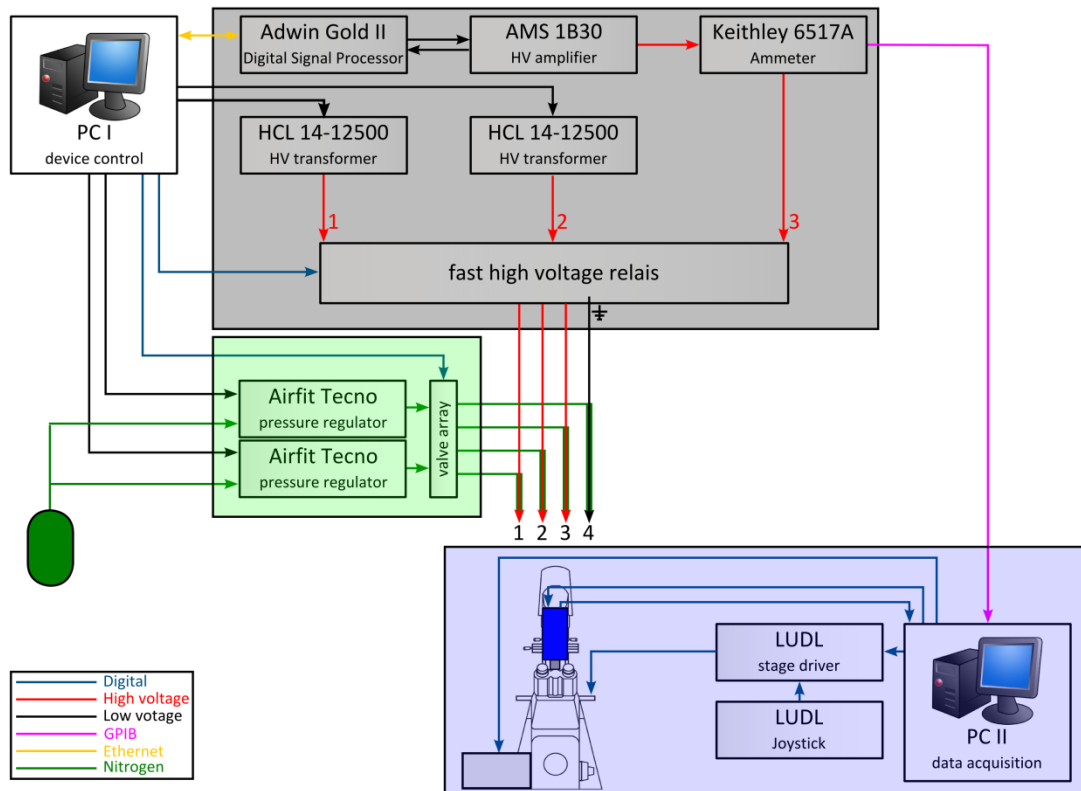 PC I
device control
Adwin Gold II
Digital Signal Processor
AMS 1B30
HV amplifier
Keithley 6517A
Ammeter
HCL 14-12500
HV transformer
HCL 14-12500
HV transformer
1
2
3
fast high voltage relais
Airfit Tecno
pressure regulator
Airfit Tecno
pressure regulator
valve array
1 2 3 4
LUDL
stage driver
LUDL
Joystick
PC II
data acquisition
Digital
High voltage
Low votage
GPIB
Ethernet
Nitrogen